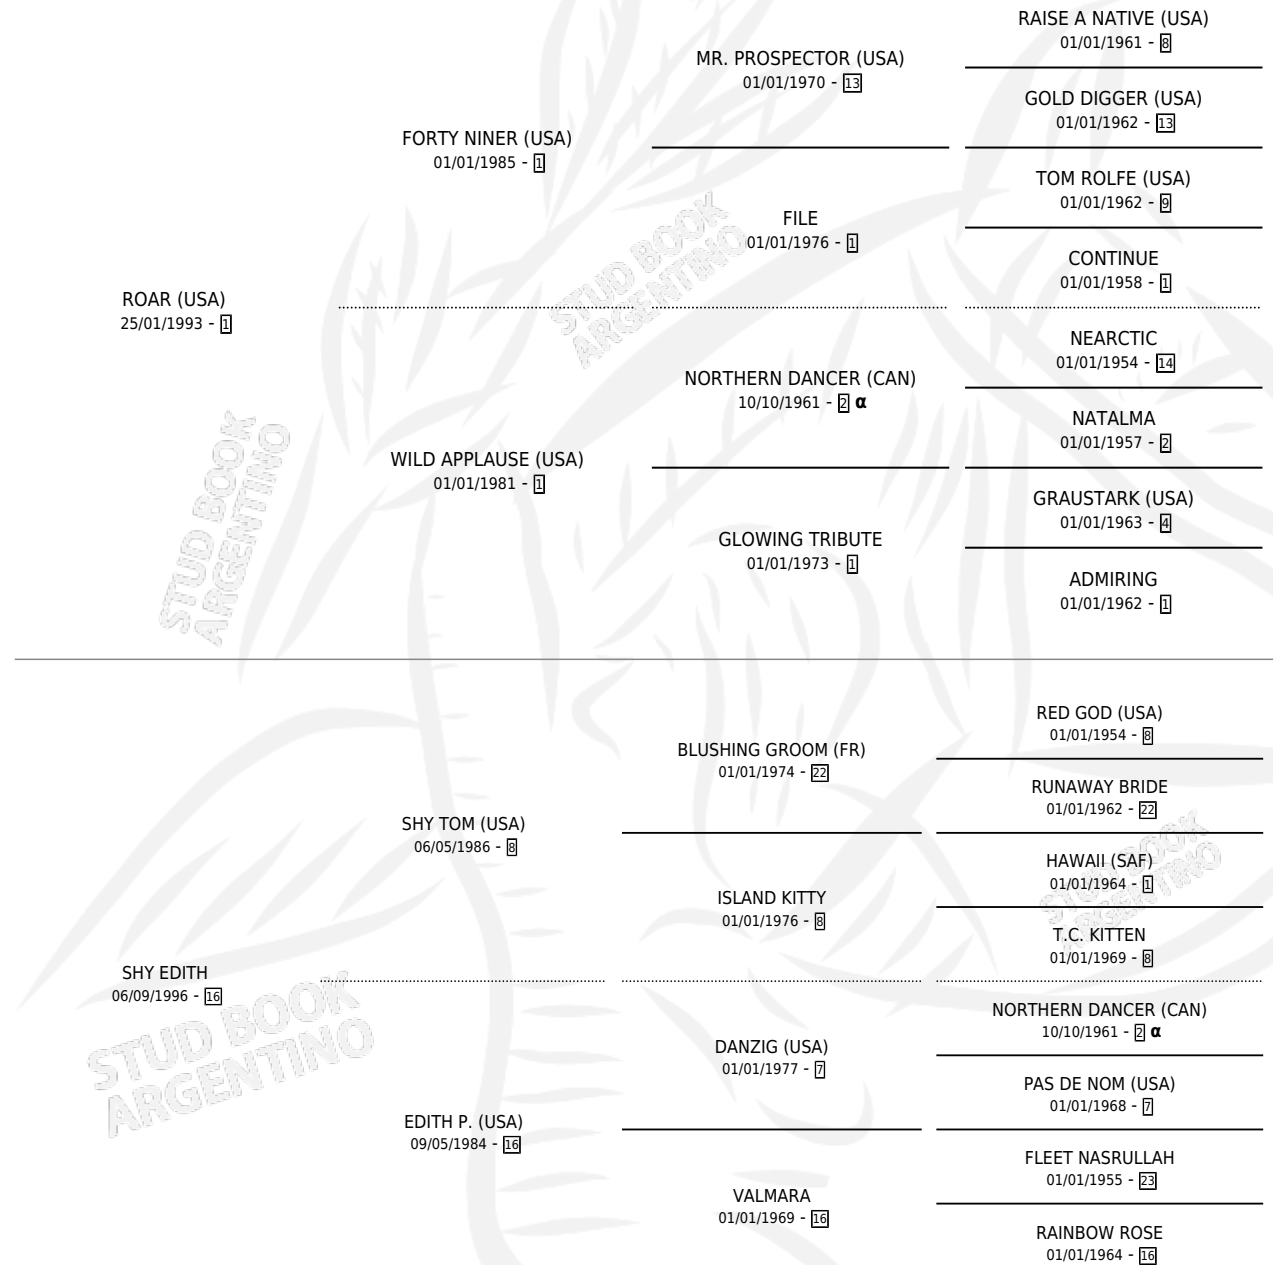 RAISE A NATIVE (USA)
01/01/1961 - 8
MR. PROSPECTOR (USA)
01/01/1970 - 13
GOLD DIGGER (USA)
01/01/1962 - 13
FORTY NINER (USA)
01/01/1985 - 1
TOM ROLFE (USA)
01/01/1962 - 9
FILE
01/01/1976 - 1
CONTINUE
01/01/1958 - 1
ROAR (USA)
25/01/1993 - 1
NEARCTIC
01/01/1954 - 14
NORTHERN DANCER (CAN)
10/10/1961 - 2 α
NATALMA
01/01/1957 - 2
WILD APPLAUSE (USA)
01/01/1981 - 1
GRAUSTARK (USA)
01/01/1963 - 4
GLOWING TRIBUTE
01/01/1973 - 1
ADMIRING
01/01/1962 - 1
STUD BOOK
ARGENTINO
STUD BOOK
ARGENTINO
RED GOD (USA)
01/01/1954 - 8
BLUSHING GROOM (FR)
01/01/1974 - 22
RUNAWAY BRIDE
01/01/1962 - 22
SHY TOM (USA)
06/05/1986 - 8
HAWAII (SAF)
01/01/1964 - 1
ISLAND KITTY
01/01/1976 - 8
T.C. KITTEN
01/01/1969 - 8
SHY EDITH
06/09/1996 - 16
NORTHERN DANCER (CAN)
10/10/1961 - 2 α
DANZIG (USA)
01/01/1977 - 7
PAS DE NOM (USA)
01/01/1968 - 7
EDITH P. (USA)
09/05/1984 - 16
FLEET NASRULLAH
01/01/1955 - 23
VALMARA
01/01/1969 - 16
RAINBOW ROSE
01/01/1964 - 16
STUD BOOK
ARGENTINO
STUD BOOK
ARGENTINO